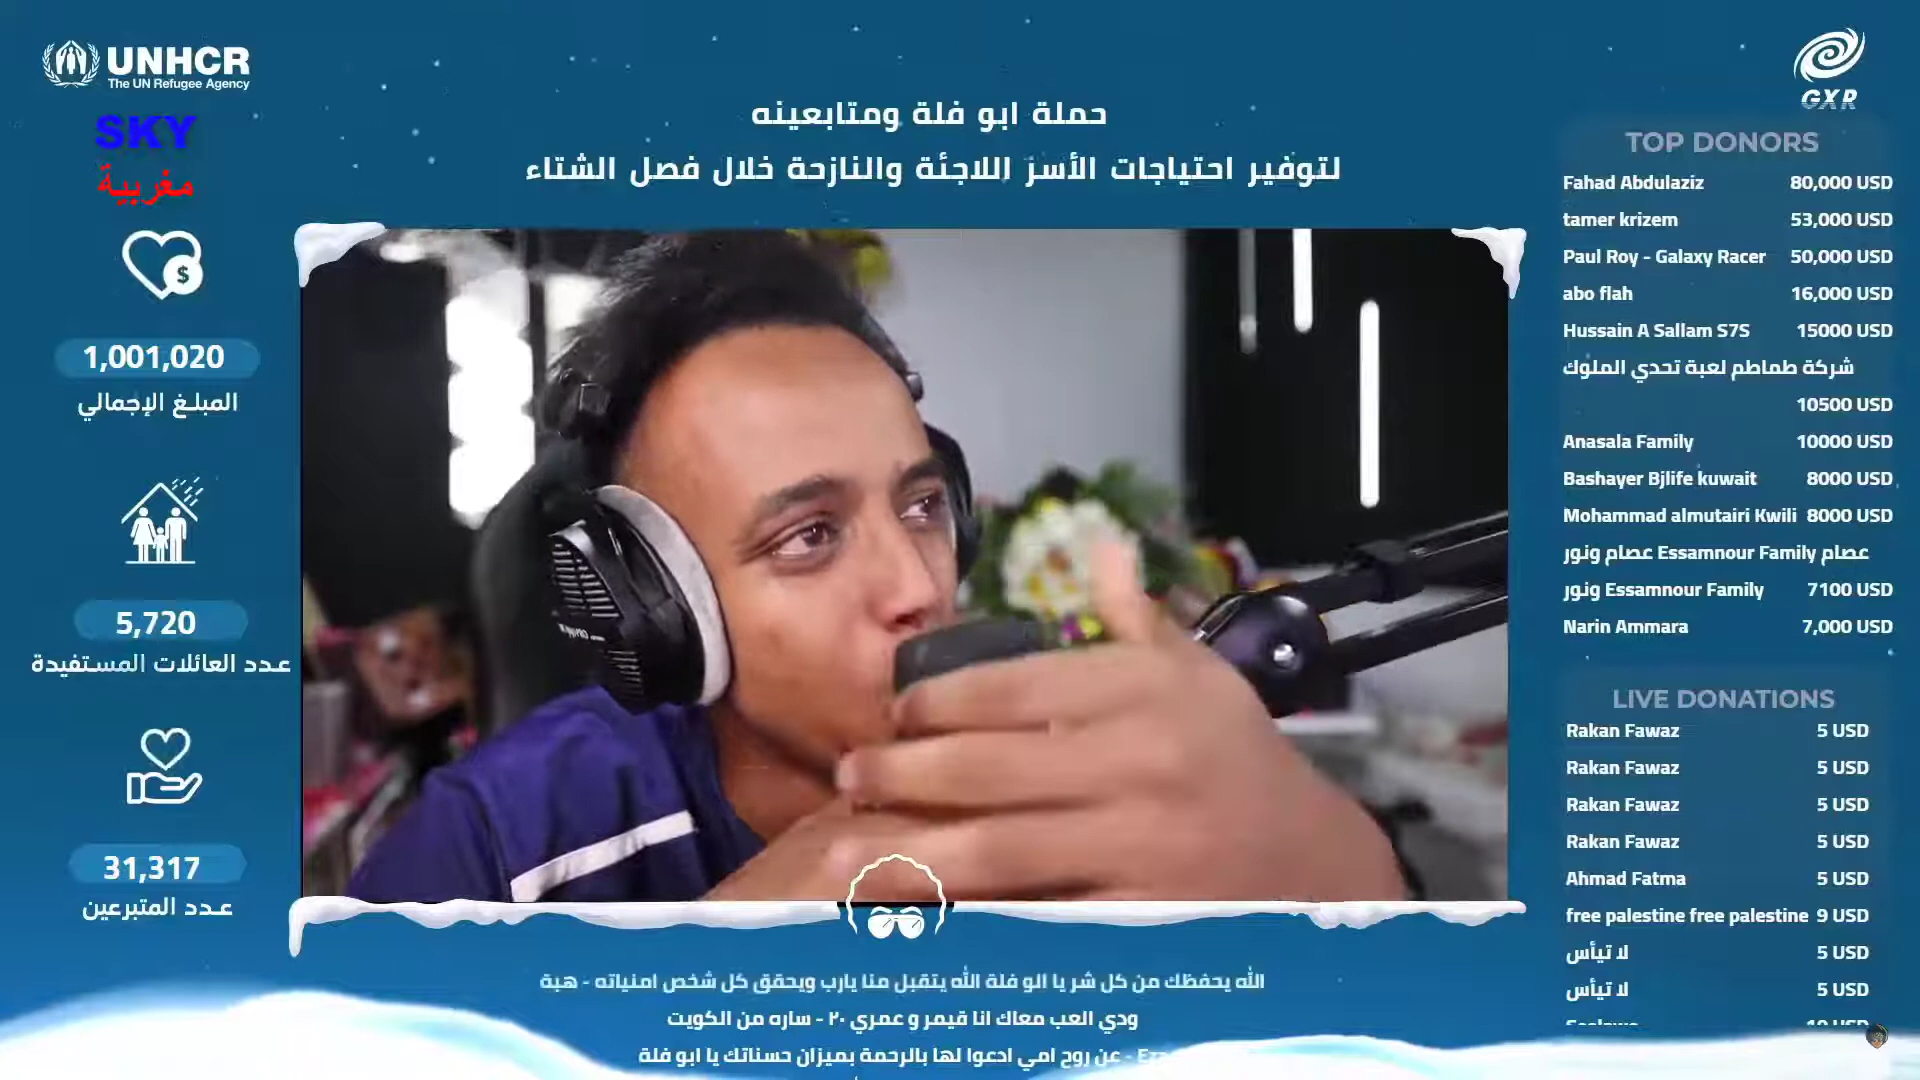 UNHCR
The UN Refugee Agency
SKY
مغربية
GXR
حملة ابو فلة ومتابعينه
لتوفير احتياجات الأسر اللاجئة والنازحة خلال فصل الشتاء
$
1,001,020
المبلغ الإجمالي
5,720
عدد العائلات المستفيدة
31,317
عدد المتبرعين
TOP DONORS
Fahad Abdulaziz 80,000 USD
tamer krizem 53,000 USD
Paul Roy - Galaxy Racer 50,000 USD
abo flah 16,000 USD
Hussain A Sallam S7S 15000 USD
شركة طماطم لعبة تحدي الملوك
10500 USD
Anasala Family 10000 USD
Bashayer Bjlife kuwait 8000 USD
Mohammad almutairi Kwili 8000 USD
عصام ونور Essamnour Family عصام
ونور Essamnour Family 7100 USD
Narin Ammara 7,000 USD
LIVE DONATIONS
Rakan Fawaz 5 USD
Rakan Fawaz 5 USD
Rakan Fawaz 5 USD
Rakan Fawaz 5 USD
Ahmad Fatma 5 USD
free palestine free palestine 9 USD
لا تيأس 5 USD
لا تيأس 5 USD
الله يحفظك من كل شر يا الو فلة الله يتقبل منا يارب ويحقق كل شخص امنياته - هبة
ودي العب معاك انا قيمر و عمري ٢٠ - ساره من الكويت
عن روح امي ادعوا لها بالرحمة بميزان حسناتك يا ابو فلة -